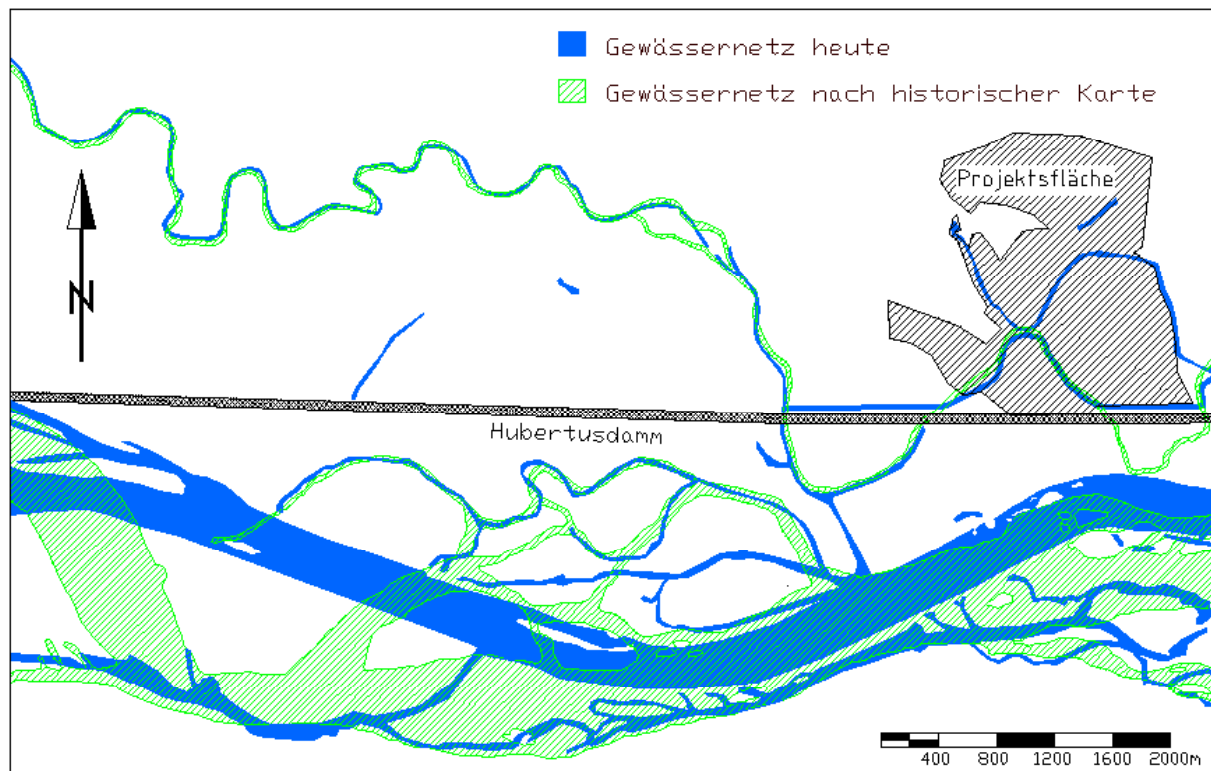 Gewässernetz heute
Gewässernetz nach historischer Karte
Projektsfläche
N
Hubertusdamm
400 800 1200 1600 2000m